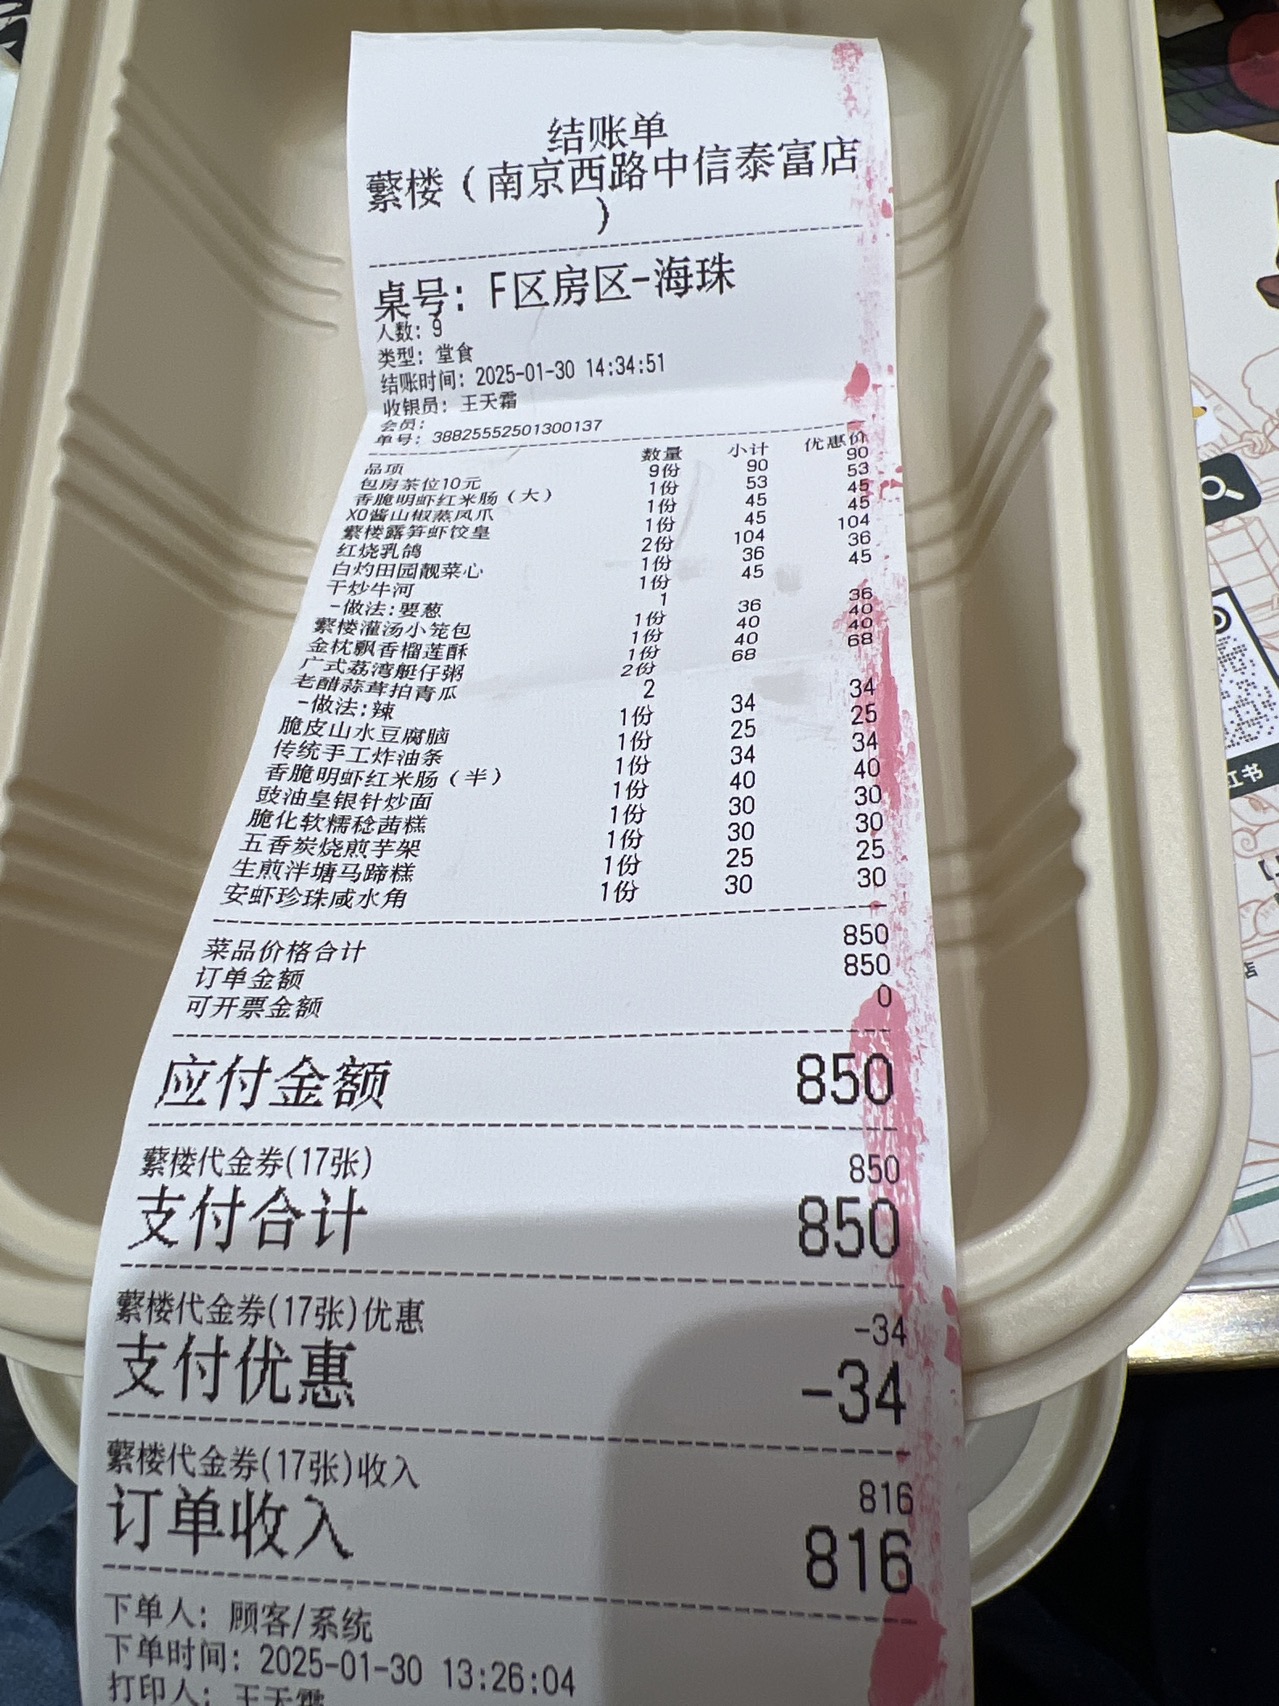 结账单
蘩楼（南京西路中信泰富店
）
桌号: F区房区-海珠
人数: 9
类型: 堂食
结账时间: 2025-01-30 14:34:51
收银员: 王天霜
会员:
单号: 38825552501300137
品项 数量 小计 优惠价
包房茶位10元 9份 90 90
香脆明虾红米肠（大） 1份 53 53
XO酱山椒蒸凤爪 1份 45 45
蘩楼露笋虾饺皇 1份 45 45
红烧乳鸽 2份 104 104
白灼田园靓菜心 1份 36 36
干炒牛河 1份 45 45
-做法:要葱 1
蘩楼灌汤小笼包 1份 36 36
金枕飘香榴莲酥 1份 40 40
广式荔湾艇仔粥 1份 40 40
老醋蒜茸拍青瓜 2份 68 68
-做法:辣 2
脆皮山水豆腐脑 1份 34 34
传统手工炸油条 1份 25 25
香脆明虾红米肠（半） 1份 34 34
豉油皇银针炒面 1份 40 40
脆化软糯稔茜糕 1份 30 30
五香炭烧煎芋架 1份 30 30
生煎泮塘马蹄糕 1份 25 25
安虾珍珠咸水角 1份 30 30
菜品价格合计 850
订单金额 850
可开票金额 0
应付金额 850
蘩楼代金券(17张) 850
支付合计 850
蘩楼代金券(17张)优惠 -34
支付优惠 -34
蘩楼代金券(17张)收入 816
订单收入 816
下单人: 顾客/系统
下单时间: 2025-01-30 13:26:04
打印人: 王天霜
红书
店